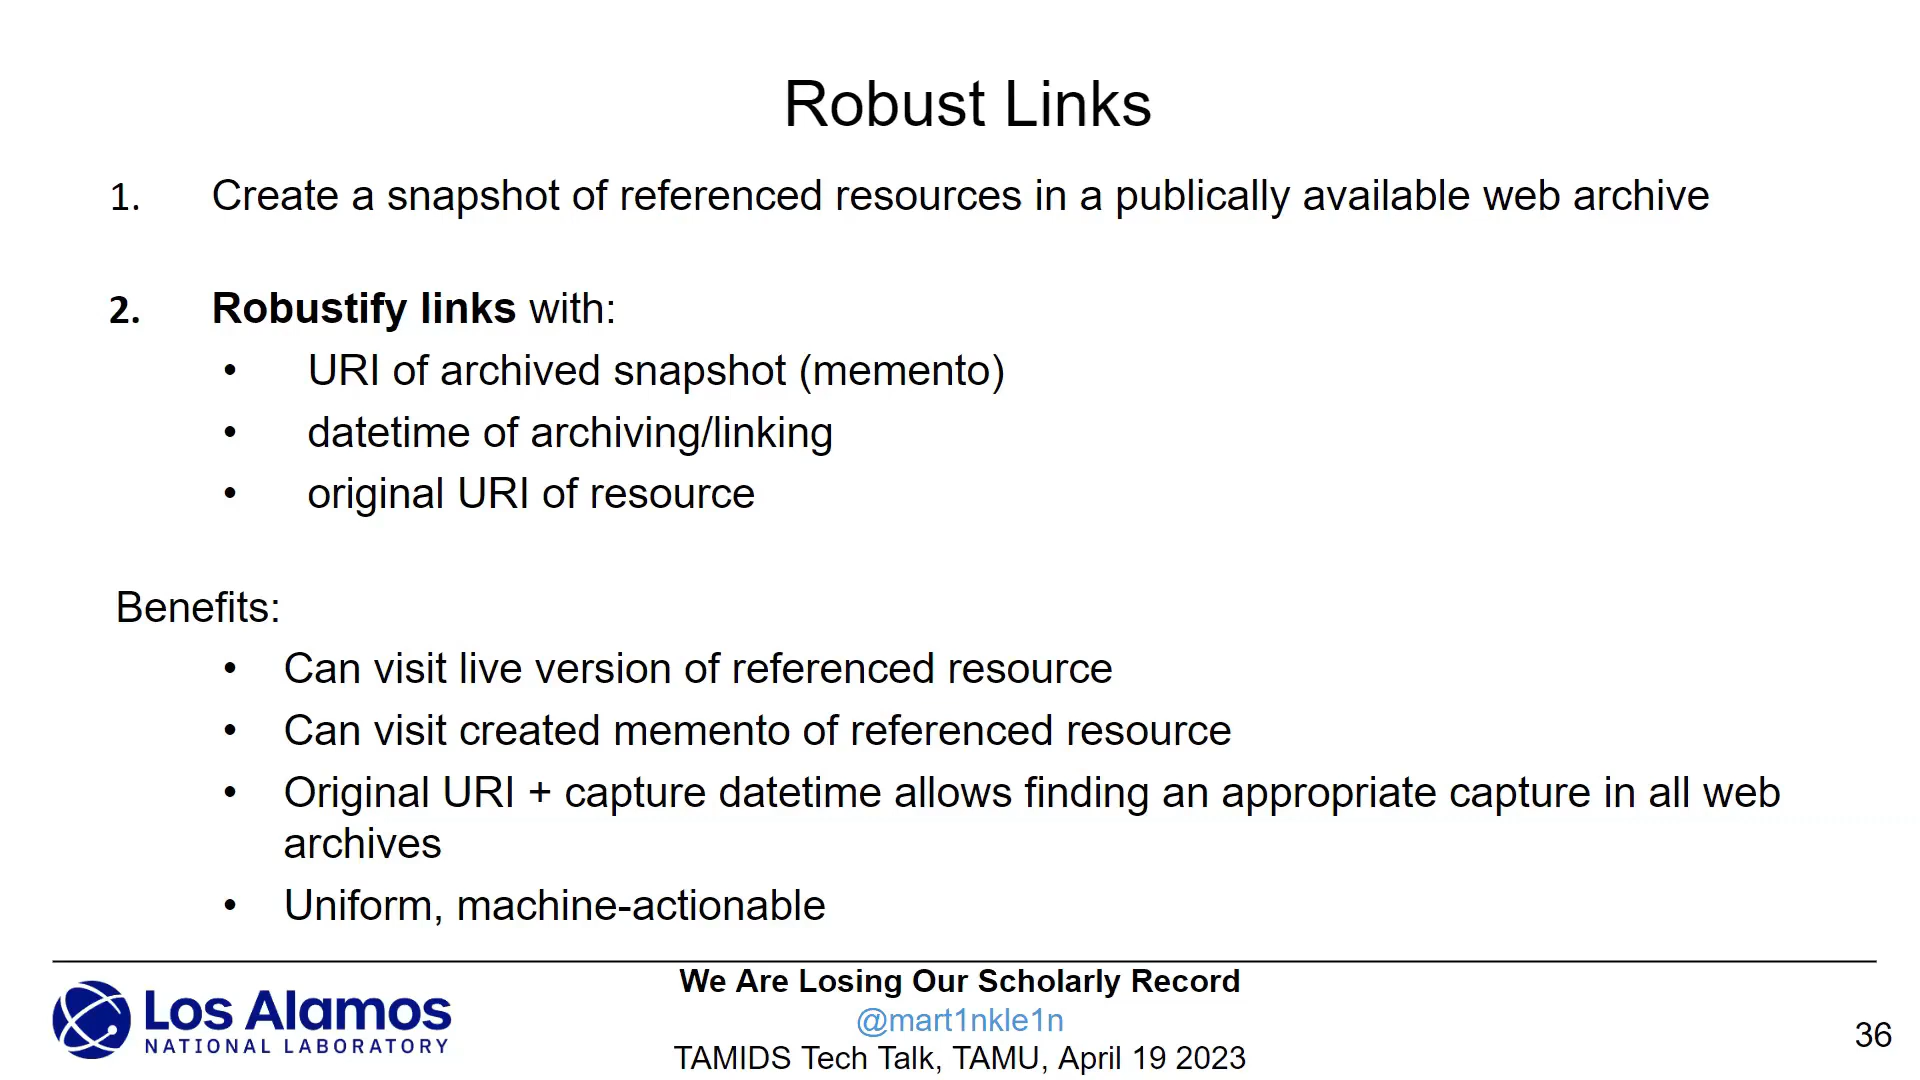 Robust Links
1. Create a snapshot of referenced resources in a publically available web archive
2. Robustify links with:
• URI of archived snapshot (memento)
• datetime of archiving/linking
• original URI of resource
Benefits:
• Can visit live version of referenced resource
• Can visit created memento of referenced resource
• Original URI + capture datetime allows finding an appropriate capture in all web
archives
• Uniform, machine-actionable
Los Alamos
NATIONAL LABORATORY
We Are Losing Our Scholarly Record
@mart1nkle1n
TAMIDS Tech Talk, TAMU, April 19 2023
36